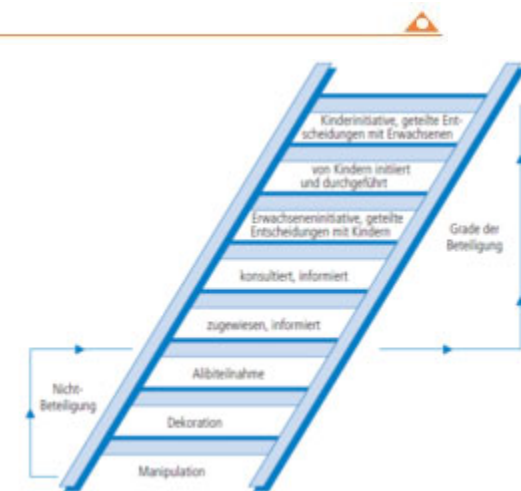 Kinderinitiative, geteilte Ent-
scheidungen mit Erwachsenen
von Kindern initiiert
und durchgeführt
Erwachseneninitiative, geteilte
Entscheidungen mit Kindern
Grade der
Beteiligung
konsultiert, informiert
zugewiesen, informiert
Alibiteilnahme
Nicht-
Beteiligung
Dekoration
Manipulation